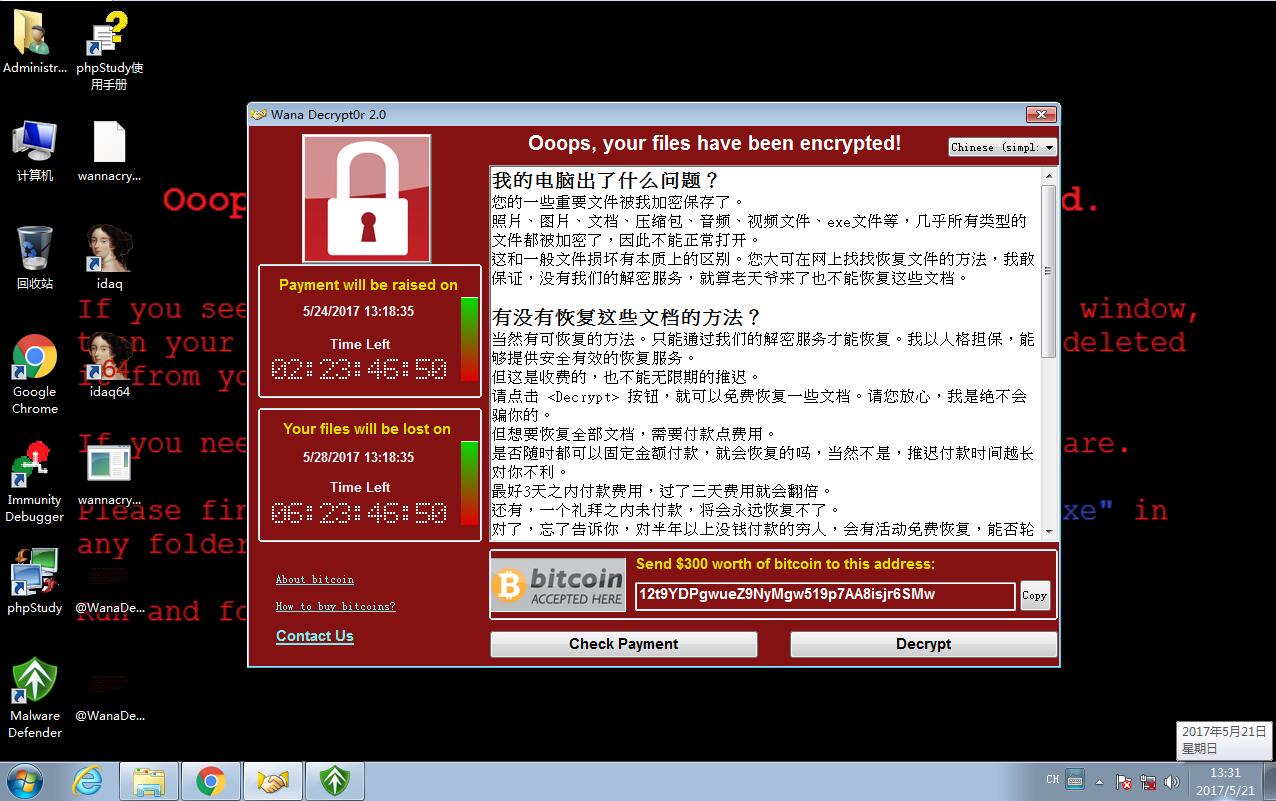 Administr...
phpStudy使
用手册
计算机
wannacry...
回收站
idaq
Google
Chrome
64
idaq64
Immunity
Debugger
wannacry...
phpStudy
@WanaDe...
Malware
Defender
@WanaDe...
Ooop
d.
If you see
window,
your
deleted
from yo
If you nee
are.
Please fin
xe" in
any folder
Run and fo
Wana Decrypt0r 2.0
Ooops, your files have been encrypted!
Chinese (simpl:
Payment will be raised on
5/24/2017 13:18:35
Time Left
02:23:46:50
Your files will be lost on
5/28/2017 13:18:35
Time Left
06:23:46:50
About bitcoin
How to buy bitcoins?
Contact Us
我的电脑出了什么问题？
您的一些重要文件被我加密保存了。
照片、图片、文档、压缩包、音频、视频文件、exe文件等，几乎所有类型的
文件都被加密了，因此不能正常打开。
这和一般文件损坏有本质上的区别。您大可在网上找找恢复文件的方法，我敢
保证，没有我们的解密服务，就算老天爷来了也不能恢复这些文档。
有没有恢复这些文档的方法？
当然有可恢复的方法。只能通过我们的解密服务才能恢复。我以人格担保，能
够提供安全有效的恢复服务。
但这是收费的，也不能无限期的推迟。
请点击 <Decrypt> 按钮，就可以免费恢复一些文档。请您放心，我是绝不会
骗你的。
但想要恢复全部文档，需要付款点费用。
是否随时都可以固定金额付款，就会恢复的吗，当然不是，推迟付款时间越长
对你不利。
最好3天之内付款费用，过了三天费用就会翻倍。
还有，一个礼拜之内未付款，将会永远恢复不了。
对了，忘了告诉你，对半年以上没钱付款的穷人，会有活动免费恢复，能否轮
bitcoin
ACCEPTED HERE
Send $300 worth of bitcoin to this address:
12t9YDPgwueZ9NyMgw519p7AA8isjr6SMw
Copy
Check Payment
Decrypt
2017年5月21日
星期日
CH
13:31
2017/5/21